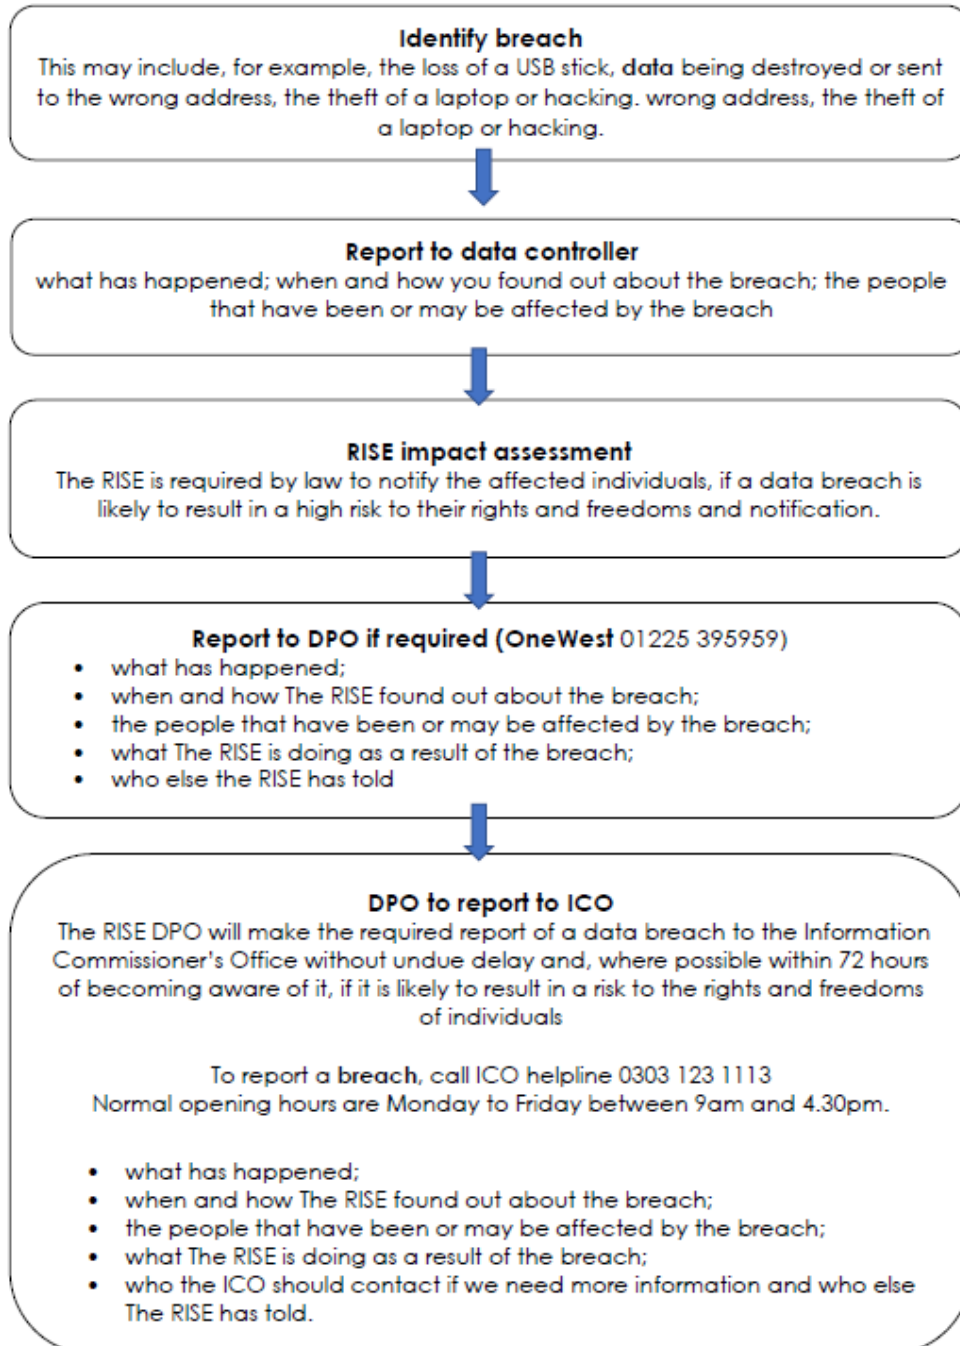 Identify breach
This may include, for example, the loss of a USB stick, data being destroyed or sent
to the wrong address, the theft of a laptop or hacking. wrong address, the theft of
a laptop or hacking.
Report to data controller
what has happened; when and how you found out about the breach; the people
that have been or may be affected by the breach
RISE impact assessment
The RISE is required by law to notify the affected individuals, if a data breach is
likely to result in a high risk to their rights and freedoms and notification.
Report to DPO if required (OneWest 01225 395959)
• what has happened;
• when and how The RISE found out about the breach;
• the people that have been or may be affected by the breach;
• what The RISE is doing as a result of the breach;
• who else the RISE has told
DPO to report to ICO
The RISE DPO will make the required report of a data breach to the Information
Commissioner's Office without undue delay and, where possible within 72 hours
of becoming aware of it, if it is likely to result in a risk to the rights and freedoms
of individuals
To report a breach, call ICO helpline 0303 123 1113
Normal opening hours are Monday to Friday between 9am and 4.30pm.
• what has happened;
• when and how The RISE found out about the breach;
• the people that have been or may be affected by the breach;
• what The RISE is doing as a result of the breach;
• who the ICO should contact if we need more information and who else
The RISE has told.